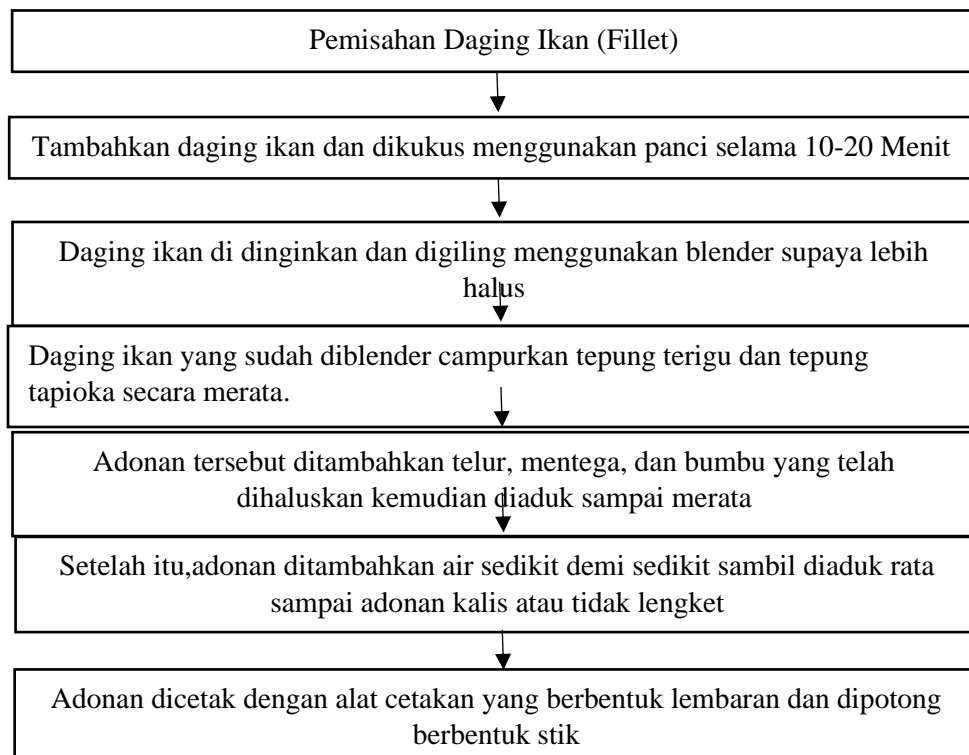 Pemisahan Daging Ikan (Fillet)
Tambahkan daging ikan dan dikukus menggunakan panci selama 10-20 Menit
Daging ikan di dinginkan dan digiling menggunakan blender supaya lebih
halus
Daging ikan yang sudah diblender campurkan tepung terigu dan tepung
tapioka secara merata.
Adonan tersebut ditambahkan telur, mentega, dan bumbu yang telah
dihaluskan kemudian diaduk sampai merata
Setelah itu,adonan ditambahkan air sedikit demi sedikit sambil diaduk rata
sampai adonan kalis atau tidak lengket
Adonan dicetak dengan alat cetakan yang berbentuk lembaran dan dipotong
berbentuk stik